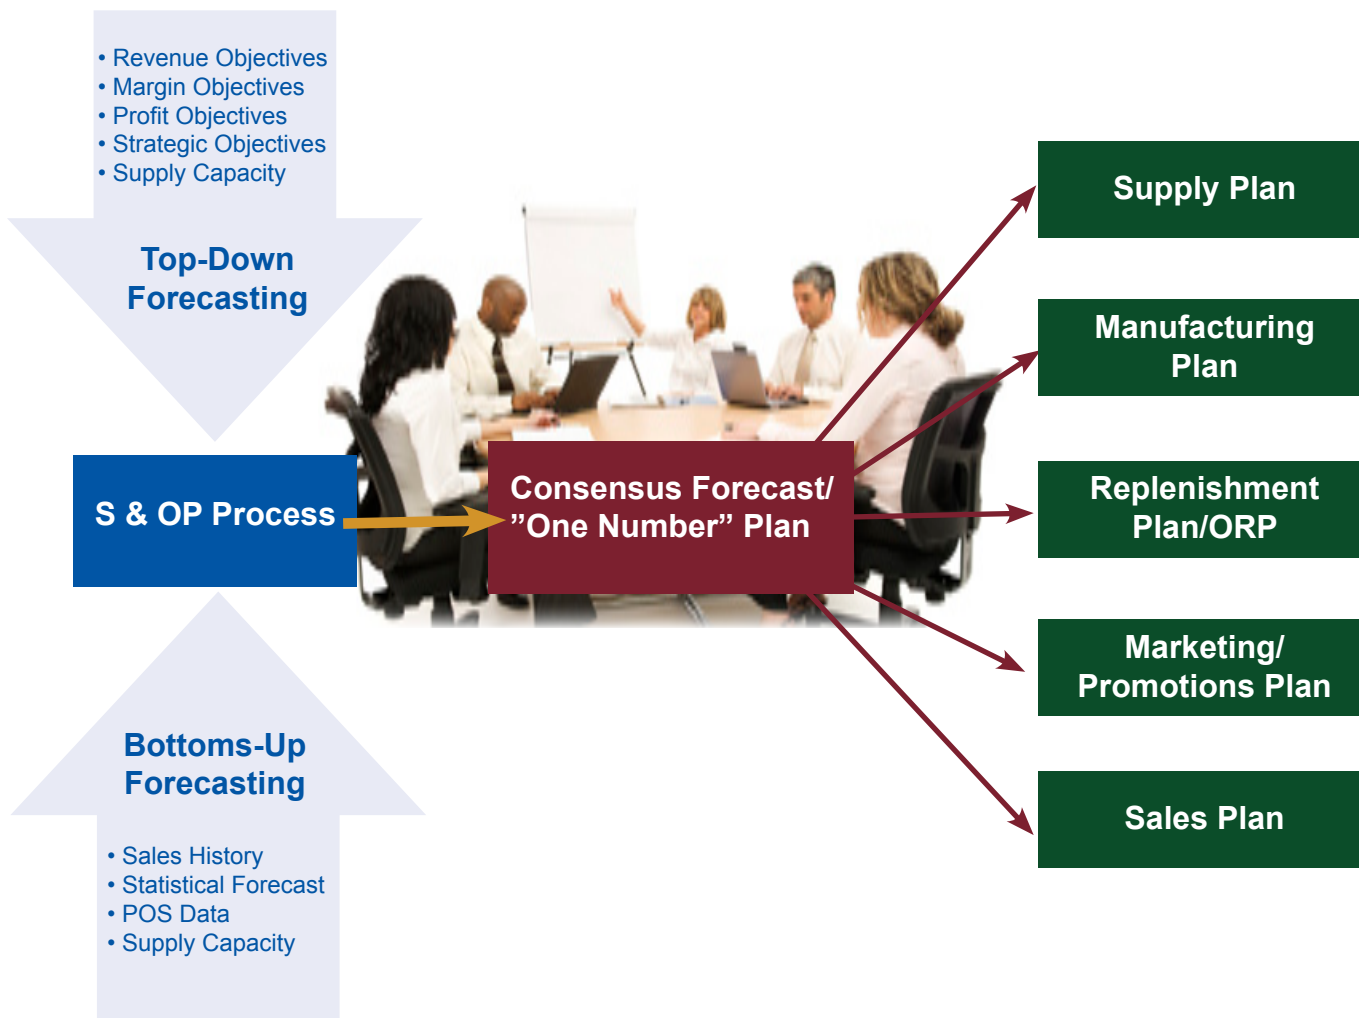 • Revenue Objectives
• Margin Objectives
• Profit Objectives
• Strategic Objectives
• Supply Capacity
Top-Down
Forecasting
S & OP Process
Bottoms-Up
Forecasting
• Sales History
• Statistical Forecast
• POS Data
• Supply Capacity
Consensus Forecast/
”One Number” Plan
Supply Plan
Manufacturing
Plan
Replenishment
Plan/ORP
Marketing/
Promotions Plan
Sales Plan